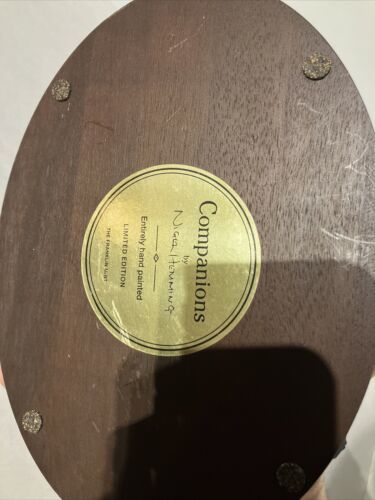 Companions
by
NIGEL HEMMING
Entirely hand painted
LIMITED EDITION
THE FRANKLIN MINT